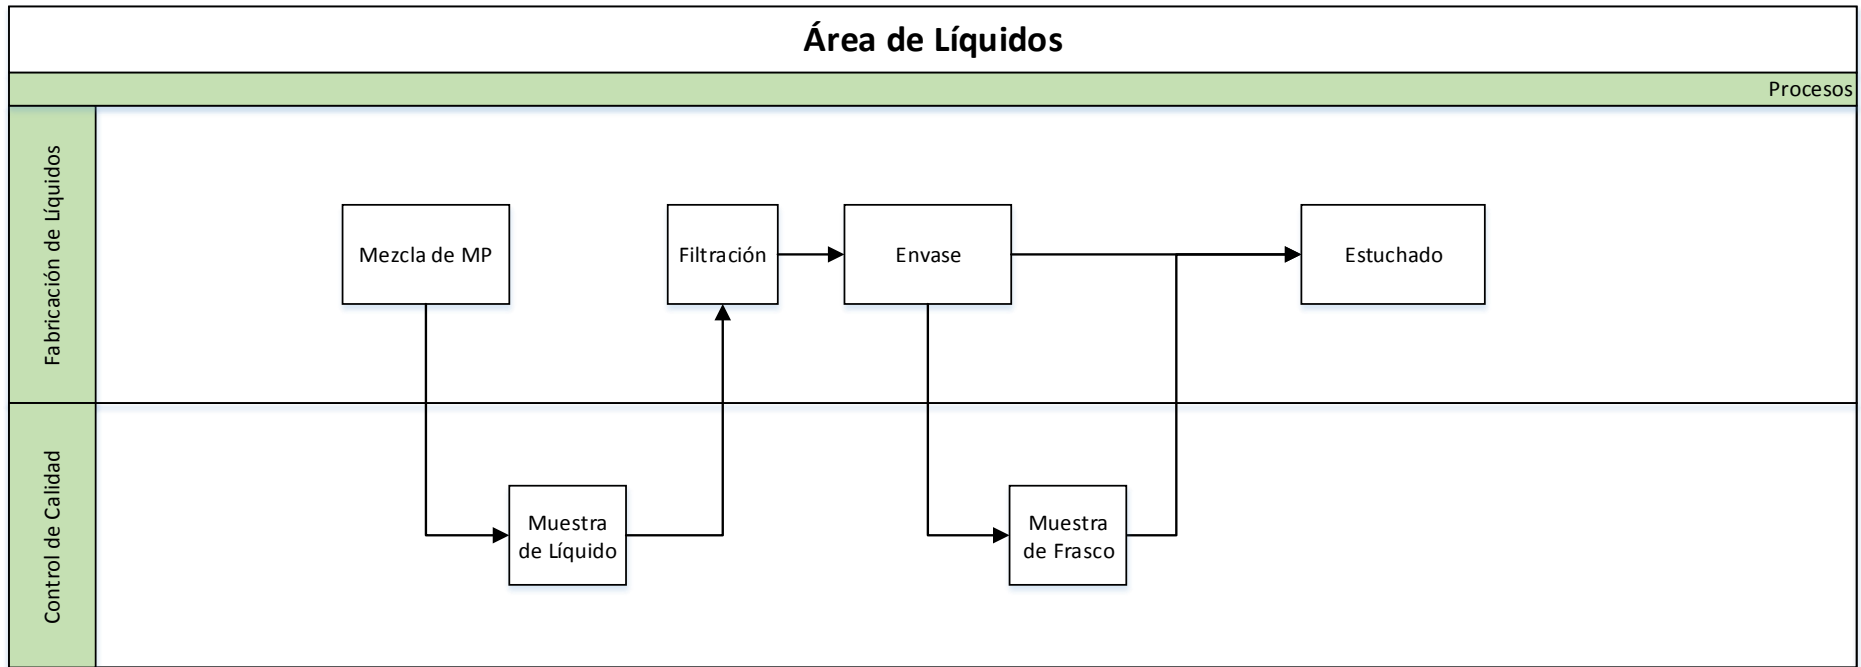 Área de Líquidos
Procesos
Fabricación de Líquidos
Mezcla de MP
Filtración
Envase
Estuchado
Control de Calidad
Muestra
de Líquido
Muestra
de Frasco